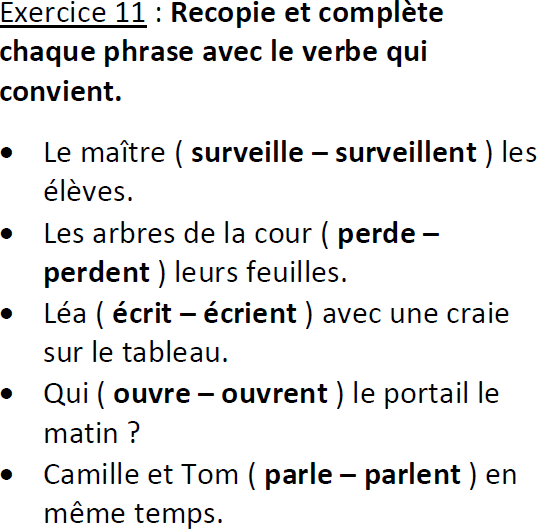 Exercice 11 : Recopie et complète
chaque phrase avec le verbe qui
convient.
• Le maître ( surveille – surveillent ) les
élèves.
• Les arbres de la cour ( perde –
perdent ) leurs feuilles.
• Léa ( écrit – écrient ) avec une craie
sur le tableau.
• Qui ( ouvre – ouvrent ) le portail le
matin ?
• Camille et Tom ( parle – parlent ) en
même temps.